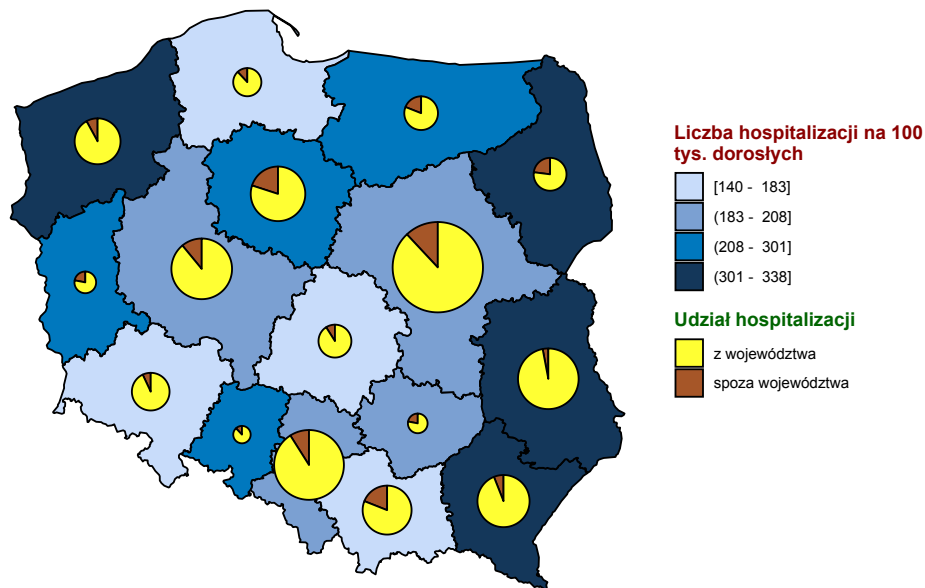 Liczba hospitalizacji na 100
tys. dorosłych
[140 - 183]
(183 - 208]
(208 - 301]
(301 - 338]
Udział hospitalizacji
z województwa
spoza województwa